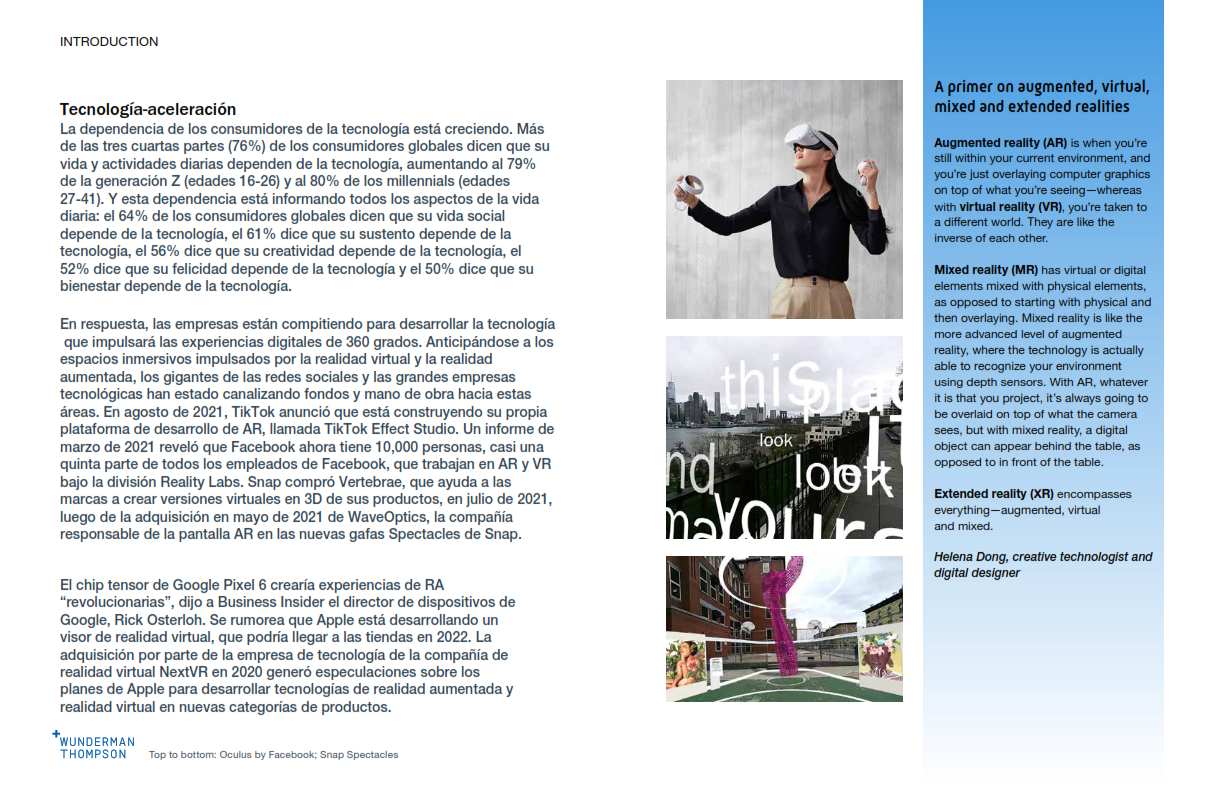 INTRODUCTION
Tecnología-aceleración
La dependencia de los consumidores de la tecnología está creciendo. Más
de las tres cuartas partes (76%) de los consumidores globales dicen que su
vida y actividades diarias dependen de la tecnología, aumentando al 79%
de la generación Z (edades 16-26) y al 80% de los millennials (edades
27-41). Y esta dependencia está informando todos los aspectos de la vida
diaria: el 64% de los consumidores globales dicen que su vida social
depende de la tecnología, el 61% dice que su sustento depende de la
tecnología, el 56% dice que su creatividad depende de la tecnología, el
52% dice que su felicidad depende de la tecnología y el 50% dice que su
bienestar depende de la tecnología.
En respuesta, las empresas están compitiendo para desarrollar la tecnología
que impulsará las experiencias digitales de 360 grados. Anticipándose a los
espacios inmersivos impulsados por la realidad virtual y la realidad
aumentada, los gigantes de las redes sociales y las grandes empresas
tecnológicas han estado canalizando fondos y mano de obra hacia estas
áreas. En agosto de 2021, TikTok anunció que está construyendo su propia
plataforma de desarrollo de AR, llamada TikTok Effect Studio. Un informe de
marzo de 2021 reveló que Facebook ahora tiene 10,000 personas, casi una
quinta parte de todos los empleados de Facebook, que trabajan en AR y VR
bajo la división Reality Labs. Snap compró Vertebrae, que ayuda a las
marcas a crear versiones virtuales en 3D de sus productos, en julio de 2021,
luego de la adquisición en mayo de 2021 de WaveOptics, la compañía
responsable de la pantalla AR en las nuevas gafas Spectacles de Snap.
El chip tensor de Google Pixel 6 crearía experiencias de RA
“revolucionarias”, dijo a Business Insider el director de dispositivos de
Google, Rick Osterloh. Se rumorea que Apple está desarrollando un
visor de realidad virtual, que podría llegar a las tiendas en 2022. La
adquisición por parte de la empresa de tecnología de la compañía de
realidad virtual NextVR en 2020 generó especulaciones sobre los
planes de Apple para desarrollar tecnologías de realidad aumentada y
realidad virtual en nuevas categorías de productos.
WUNDERMAN
THOMPSON
Top to bottom: Oculus by Facebook; Snap Spectacles
this
look
look
yours
A primer on augmented, virtual,
mixed and extended realities
Augmented reality (AR) is when you’re
still within your current environment, and
you’re just overlaying computer graphics
on top of what you’re seeing—whereas
with virtual reality (VR), you’re taken to
a different world. They are like the
inverse of each other.
Mixed reality (MR) has virtual or digital
elements mixed with physical elements,
as opposed to starting with physical and
then overlaying. Mixed reality is like the
more advanced level of augmented
reality, where the technology is actually
able to recognize your environment
using depth sensors. With AR, whatever
it is that you project, it’s always going to
be overlaid on top of what the camera
sees, but with mixed reality, a digital
object can appear behind the table, as
opposed to in front of the table.
Extended reality (XR) encompasses
everything—augmented, virtual
and mixed.
Helena Dong, creative technologist and
digital designer